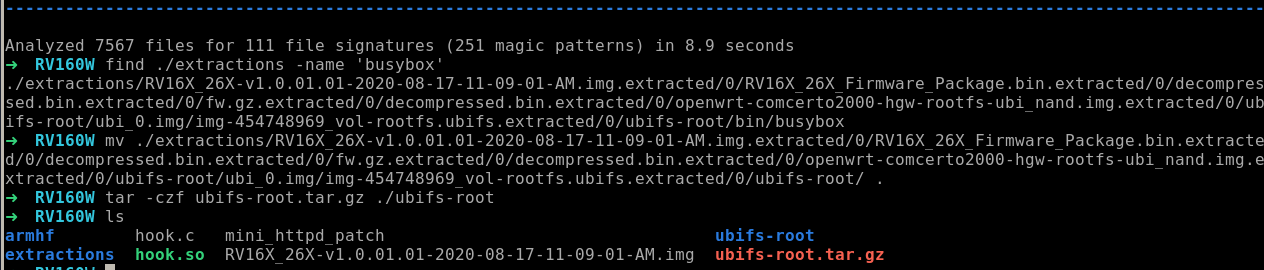 Analyzed 7567 files for 111 file signatures (251 magic patterns) in 8.9 seconds
➜  RV160W find ./extractions -name 'busybox'
./extractions/RV16X_26X-v1.0.01.01-2020-08-17-11-09-01-AM.img.extracted/0/RV16X_26X_Firmware_Package.bin.extracted/0/decompres
sed.bin.extracted/0/fw.gz.extracted/0/decompressed.bin.extracted/0/openwrt-comcerto2000-hgw-rootfs-ubi_nand.img.extracted/0/ub
ifs-root/ubi_0.img/img-454748969_vol-rootfs.ubifs.extracted/0/ubifs-root/bin/busybox
➜  RV160W mv ./extractions/RV16X_26X-v1.0.01.01-2020-08-17-11-09-01-AM.img.extracted/0/RV16X_26X_Firmware_Package.bin.extracte
d/0/decompressed.bin.extracted/0/fw.gz.extracted/0/decompressed.bin.extracted/0/openwrt-comcerto2000-hgw-rootfs-ubi_nand.img.e
xtracted/0/ubifs-root/ubi_0.img/img-454748969_vol-rootfs.ubifs.extracted/0/ubifs-root/ .
➜  RV160W tar -czf ubifs-root.tar.gz ./ubifs-root
➜  RV160W ls
armhf       hook.c   mini_httpd_patch                                 ubifs-root
extractions  hook.so  RV16X_26X-v1.0.01.01-2020-08-17-11-09-01-AM.img  ubifs-root.tar.gz
➜  RV160W